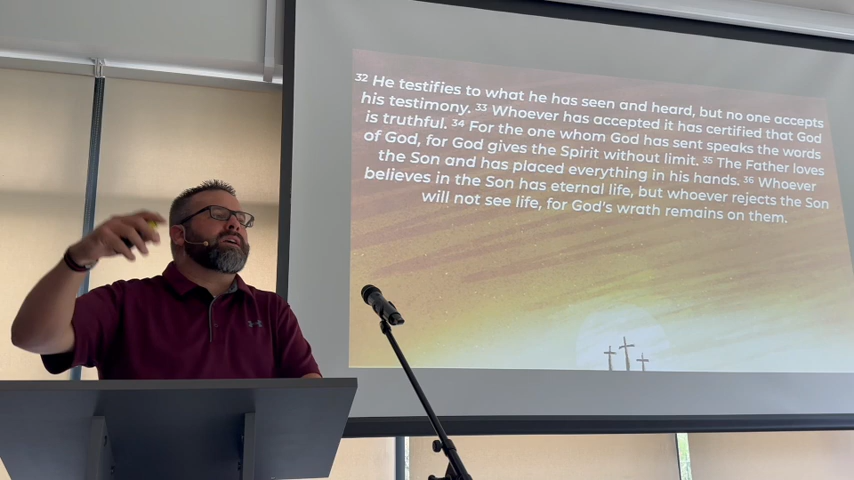 32 He testifies to what he has seen and heard, but no one accepts
his testimony. 33 Whoever has accepted it has certified that God
is truthful. 34 For the one whom God has sent speaks the words
of God, for God gives the Spirit without limit. 35 The Father loves
the Son and has placed everything in his hands. 36 Whoever
believes in the Son has eternal life, but whoever rejects the Son
will not see life, for God's wrath remains on them.